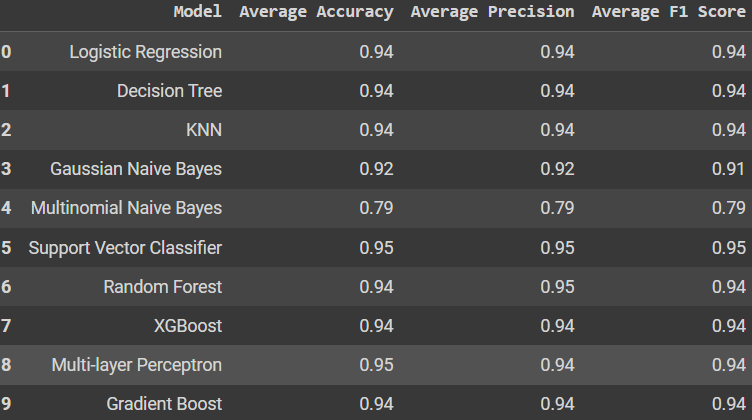 Model Average Accuracy Average Precision Average F1 Score
0 Logistic Regression 0.94 0.94 0.94
1 Decision Tree 0.94 0.94 0.94
2 KNN 0.94 0.94 0.94
3 Gaussian Naive Bayes 0.92 0.92 0.91
4 Multinomial Naive Bayes 0.79 0.79 0.79
5 Support Vector Classifier 0.95 0.95 0.95
6 Random Forest 0.94 0.95 0.94
7 XGBoost 0.94 0.94 0.94
8 Multi-layer Perceptron 0.95 0.94 0.94
9 Gradient Boost 0.94 0.94 0.94